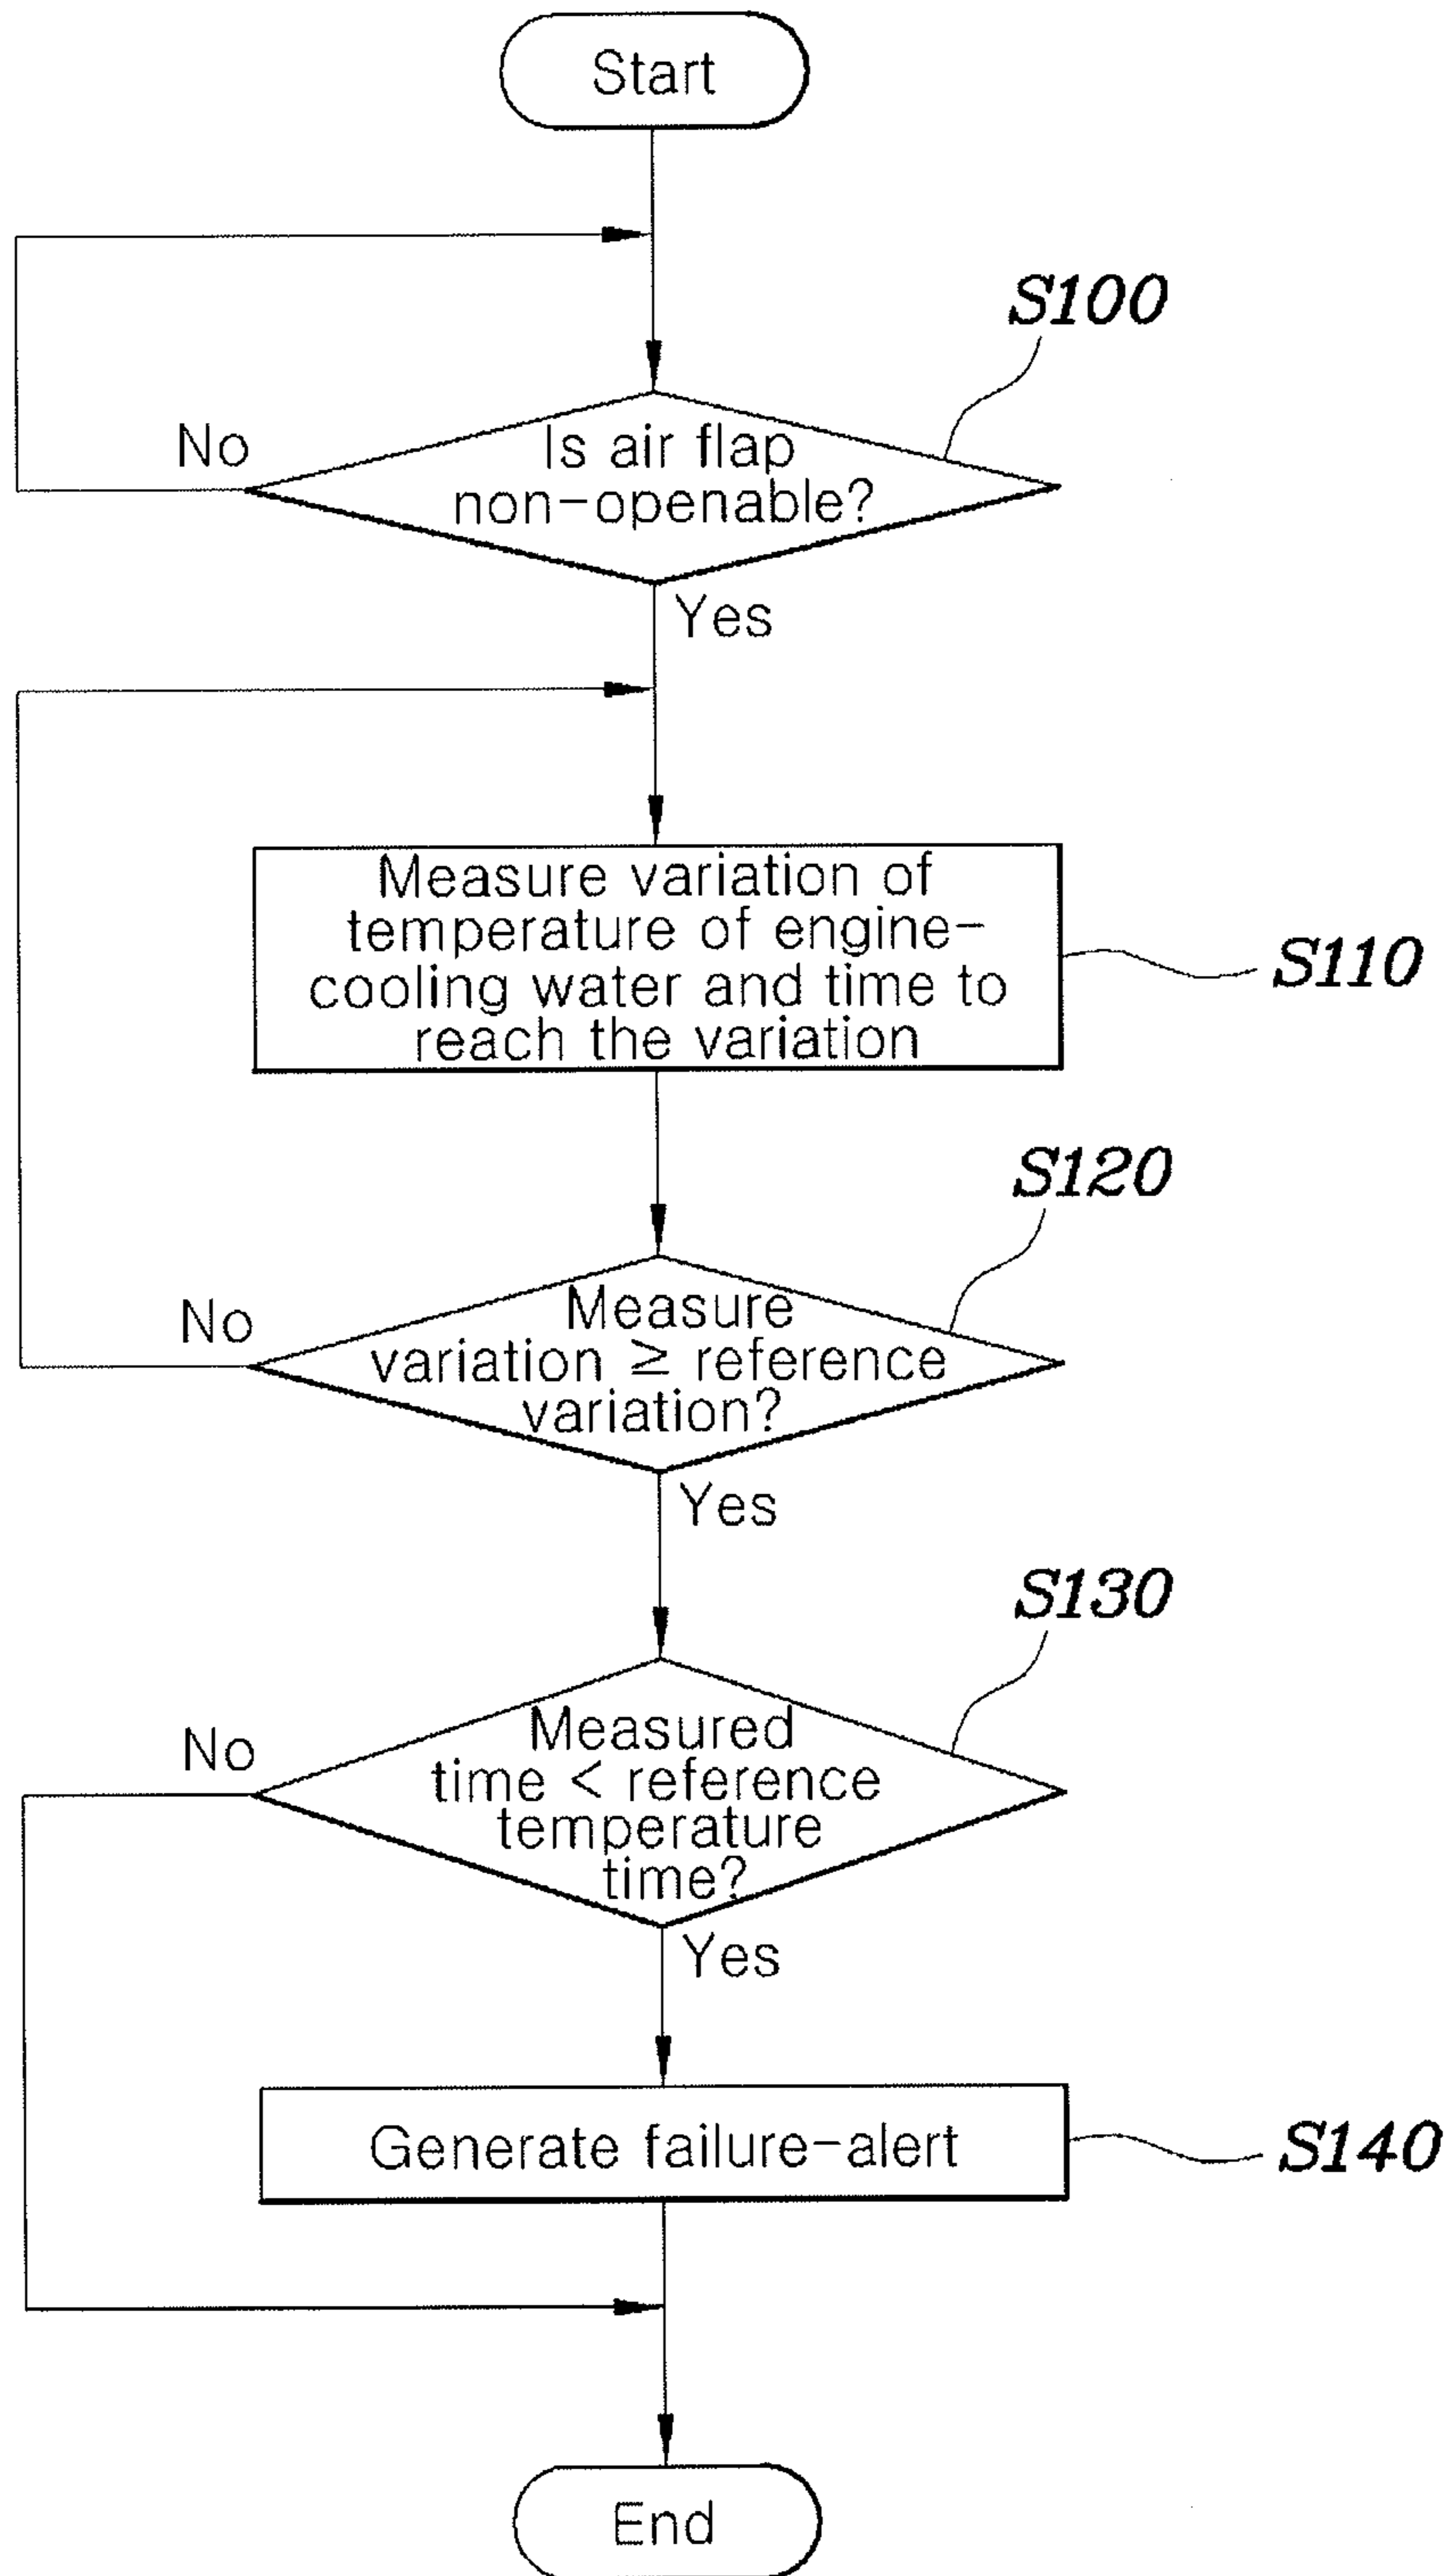 Start
S100
No
Is air flap
non-openable?
Yes
Measure variation of
temperature of engine-
cooling water and time to
reach the variation
S110
S120
No
Measure
variation ≥ reference
variation?
Yes
S130
No
Measured
time < reference
temperature
time?
Yes
Generate failure-alert
S140
End